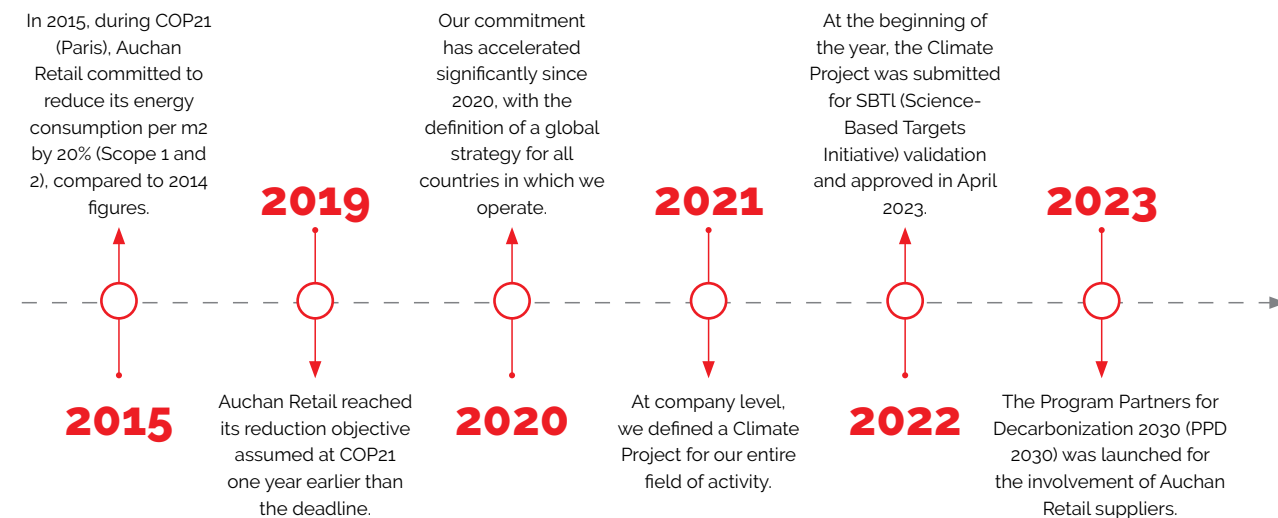 In 2015, during COP21
(Paris), Auchan
Retail committed to
reduce its energy
consumption per m2
by 20% (Scope 1 and
2), compared to 2014
figures.
2015
2019
Auchan Retail reached
its reduction objective
assumed at COP21
one year earlier than
the deadline.
Our commitment
has accelerated
significantly since
2020, with the
definition of a global
strategy for all
countries in which we
operate.
2020
2021
At company level,
we defined a Climate
Project for our entire
field of activity.
At the beginning of
the year, the Climate
Project was submitted
for SBTl (Science-
Based Targets
Initiative) validation
and approved in April
2023.
2022
2023
The Program Partners for
Decarbonization 2030 (PPD
2030) was launched for
the involvement of Auchan
Retail suppliers.